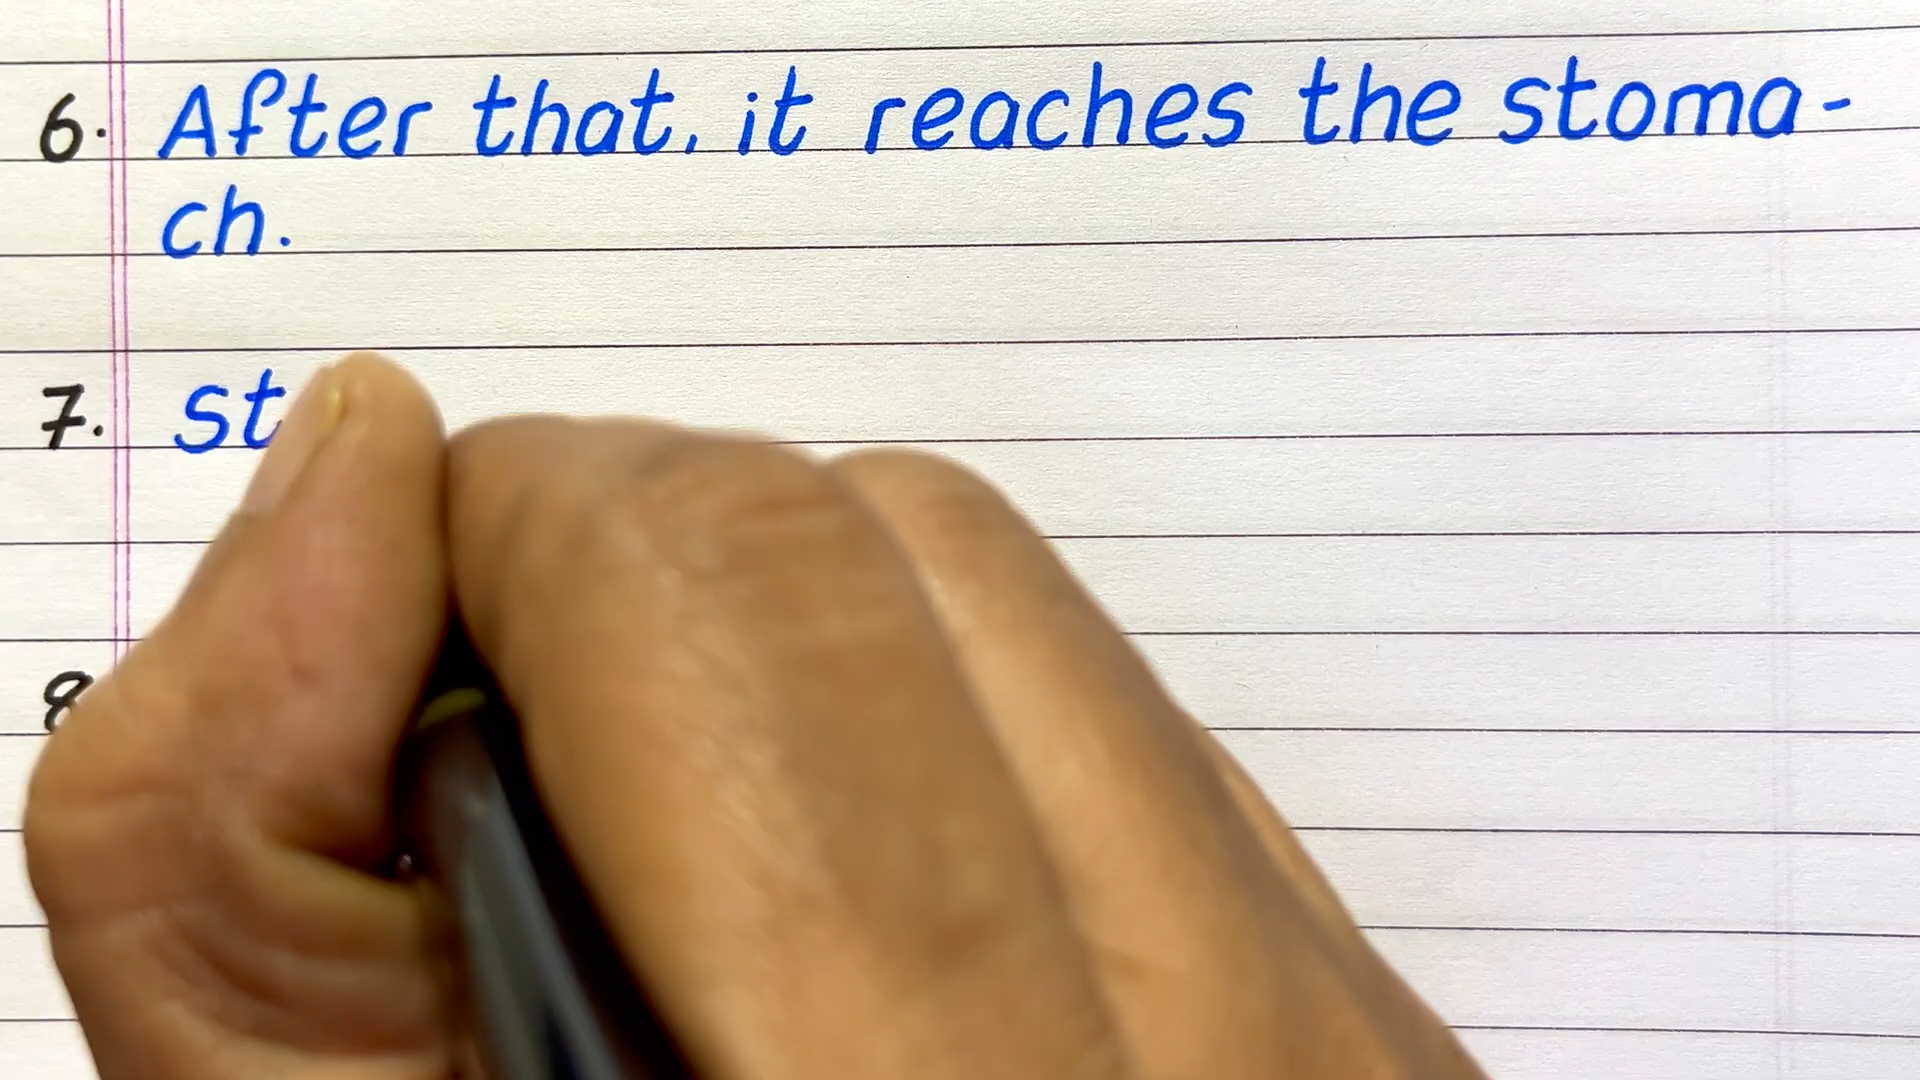 6. After that, it reaches the stoma-
ch.
7. st
8